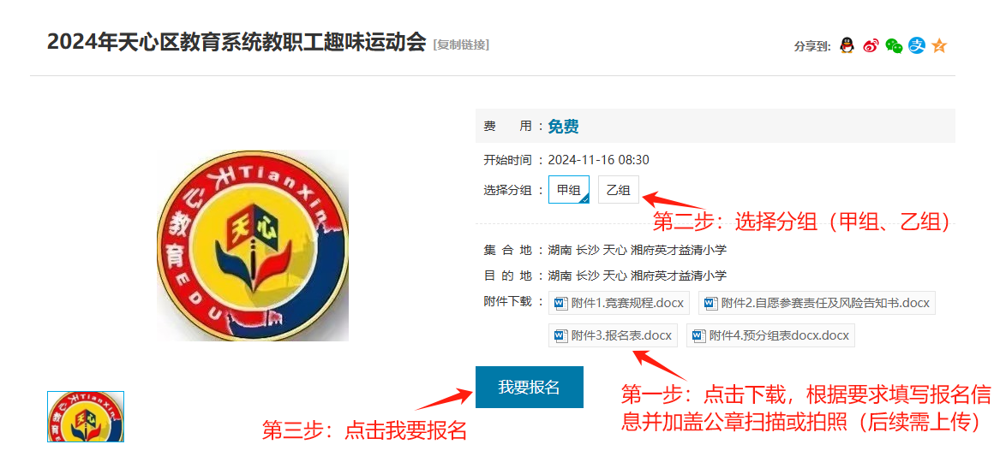 2024年天心区教育系统教职工趣味运动会 [复制链接]
分享到:
费 用 : 免费
开始时间 : 2024-11-16 08:30
选择分组 : 甲组 乙组
第二步：选择分组（甲组、乙组）
天心教育EDU TianXin
天心
集 合 地 : 湖南 长沙 天心 湘府英才益清小学
目 的 地 : 湖南 长沙 天心 湘府英才益清小学
附件下载 : 附件1.竞赛规程.docx 附件2.自愿参赛责任及风险告知书.docx
附件3.报名表.docx 附件4.预分组表docx.docx
我要报名
第一步：点击下载，根据要求填写报名信
息并加盖公章扫描或拍照（后续需上传）
第三步：点击我要报名